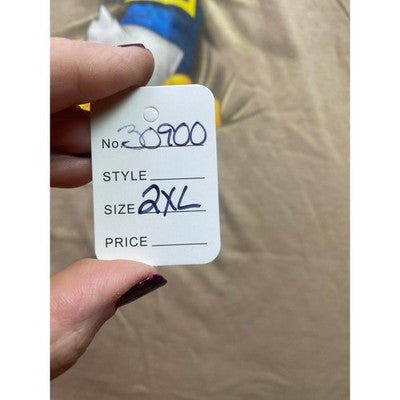 No. 30900
STYLE
SIZE 2XL
PRICE